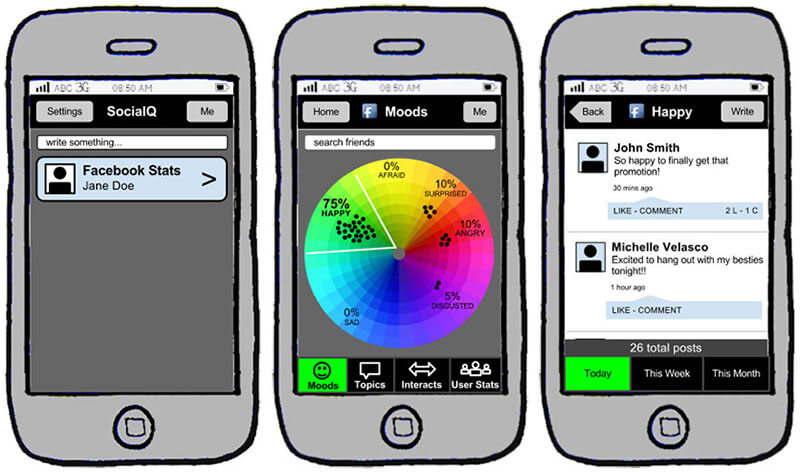 ABC 3G 08:50 AM
Settings SocialQ Me
write something...
Facebook Stats
Jane Doe >
ABC 3G 08:50 AM
Home f Moods Me
search friends
0%
AFRAID
10%
SURPRISED
75%
HAPPY
10%
ANGRY
5%
DISGUSTED
0%
SAD
Moods Topics Interacts User Stats
ABC 3G 08:50 AM
Back f Happy Write
John Smith
So happy to finally get that
promotion!
30 mins ago
LIKE - COMMENT 2 L - 1 C
Michelle Velasco
Excited to hang out with my besties
tonight!!
1 hour ago
LIKE - COMMENT
26 total posts
Today This Week This Month